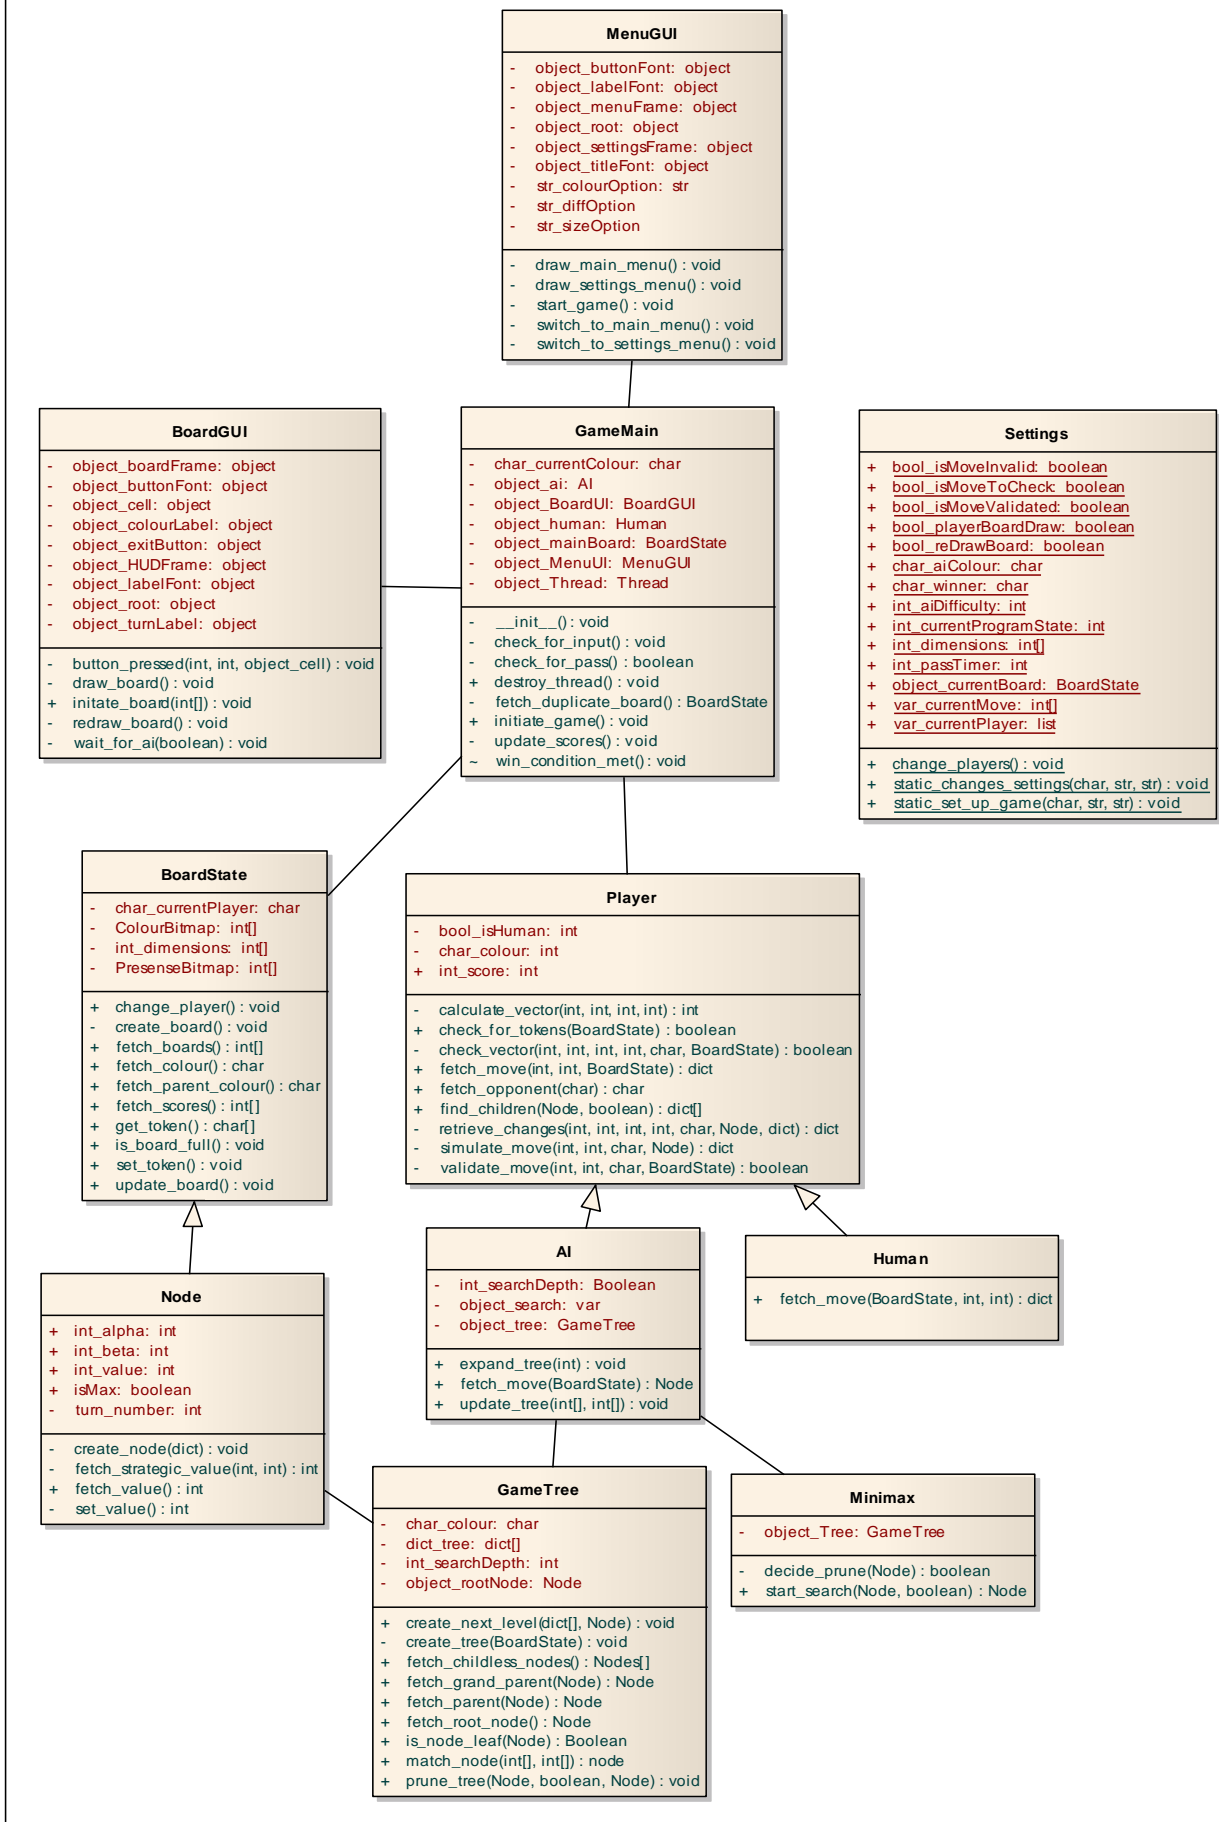 MenuGUI
- object_buttonFont: object
- object_labelFont: object
- object_menuFrame: object
- object_root: object
- object_settingsFrame: object
- object_titleFont: object
- str_colourOption: str
- str_diffOption
- str_sizeOption
- draw_main_menu() : void
- draw_settings_menu() : void
- start_game() : void
- switch_to_main_menu() : void
- switch_to_settings_menu() : void
BoardGUI
- object_boardFrame: object
- object_buttonFont: object
- object_cell: object
- object_colourLabel: object
- object_exitButton: object
- object_HUDFrame: object
- object_labelFont: object
- object_root: object
- object_turnLabel: object
- button_pressed(int, int, object_cell) : void
- draw_board() : void
+ initate_board(int[]) : void
- redraw_board() : void
- wait_for_ai(boolean) : void
GameMain
- char_currentColour: char
- object_ai: AI
- object_BoardUI: BoardGUI
- object_human: Human
- object_mainBoard: BoardState
- object_MenuUI: MenuGUI
- object_Thread: Thread
- __init__() : void
- check_for_input() : void
- check_for_pass() : boolean
+ destroy_thread() : void
- fetch_duplicate_board() : BoardState
+ initiate_game() : void
- update_scores() : void
~ win_condition_met() : void
Settings
+ bool_isMoveInvalid: boolean
+ bool_isMoveToCheck: boolean
+ bool_isMoveValidated: boolean
+ bool_playerBoardDraw: boolean
+ bool_reDrawBoard: boolean
+ char_aiColour: char
+ char_winner: char
+ int_aiDifficulty: int
+ int_currentProgramState: int
+ int_dimensions: int[]
+ int_passTimer: int
+ object_currentBoard: BoardState
+ var_currentMove: int[]
+ var_currentPlayer: list
+ change_players() : void
+ static_changes_settings(char, str, str) : void
+ static_set_up_game(char, str, str) : void
BoardState
- char_currentPlayer: char
- ColourBitmap: int[]
- int_dimensions: int[]
- PresenseBitmap: int[]
+ change_player() : void
- create_board() : void
+ fetch_boards() : int[]
+ fetch_colour() : char
+ fetch_parent_colour() : char
+ fetch_scores() : int[]
+ get_token() : char[]
+ is_board_full() : void
+ set_token() : void
+ update_board() : void
Player
- bool_isHuman: int
- char_colour: int
+ int_score: int
- calculate_vector(int, int, int, int) : int
+ check_for_tokens(BoardState) : boolean
- check_vector(int, int, int, int, char, BoardState) : boolean
+ fetch_move(int, int, BoardState) : dict
+ fetch_opponent(char) : char
+ find_children(Node, boolean) : dict[]
- retrieve_changes(int, int, int, int, char, Node, dict) : dict
- simulate_move(int, int, char, Node) : dict
- validate_move(int, int, char, BoardState) : boolean
Node
+ int_alpha: int
+ int_beta: int
+ int_value: int
+ isMax: boolean
- turn_number: int
- create_node(dict) : void
- fetch_strategic_value(int, int) : int
+ fetch_value() : int
- set_value() : int
AI
- int_searchDepth: Boolean
- object_search: var
- object_tree: GameTree
+ expand_tree(int) : void
+ fetch_move(BoardState) : Node
+ update_tree(int[], int[]) : void
Human
+ fetch_move(BoardState, int, int) : dict
GameTree
- char_colour: char
- dict_tree: dict[]
- int_searchDepth: int
- object_rootNode: Node
+ create_next_level(dict[], Node) : void
- create_tree(BoardState) : void
+ fetch_childless_nodes() : Nodes[]
+ fetch_grand_parent(Node) : Node
+ fetch_parent(Node) : Node
+ fetch_root_node() : Node
+ is_node_leaf(Node) : Boolean
+ match_node(int[], int[]) : node
+ prune_tree(Node, boolean, Node) : void
Minimax
- object_Tree: GameTree
- decide_prune(Node) : boolean
+ start_search(Node, boolean) : Node